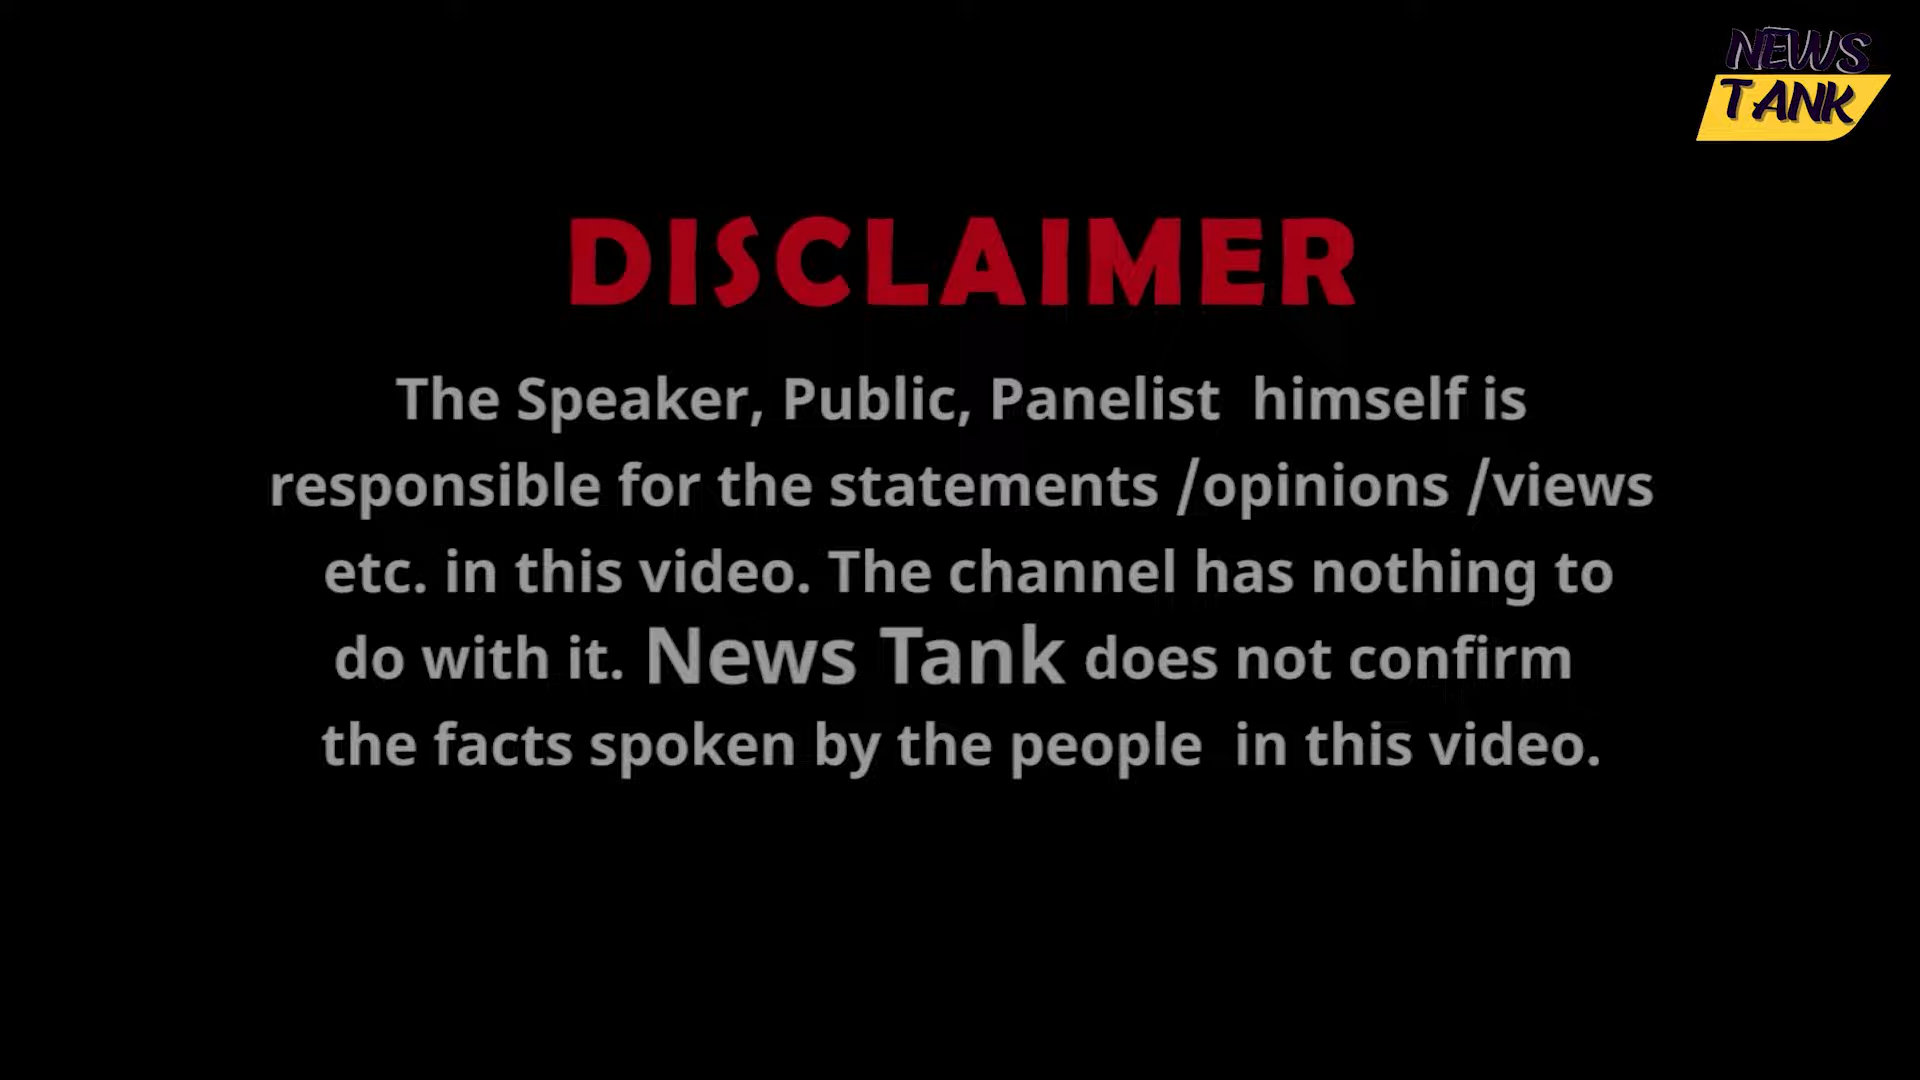 NEWS
TANK
DISCLAIMER
The Speaker, Public, Panelist  himself is
responsible for the statements /opinions /views
etc. in this video. The channel has nothing to
do with it. News Tank does not confirm
the facts spoken by the people  in this video.